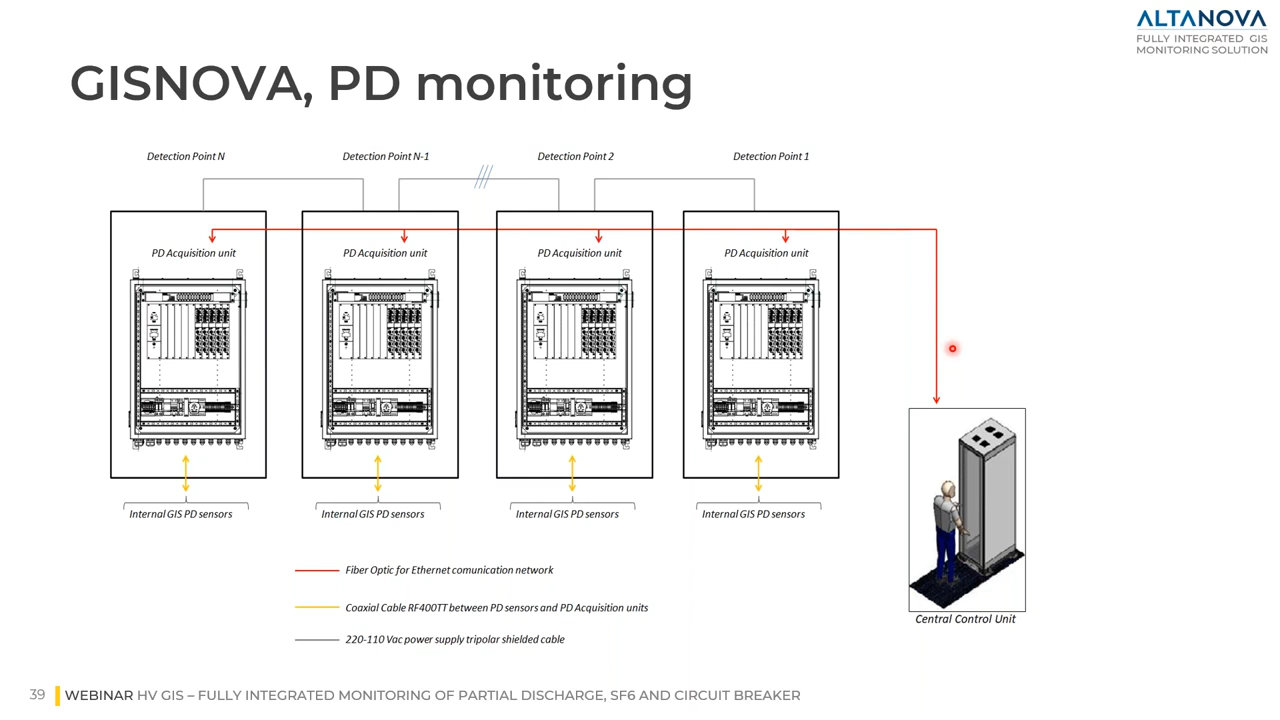 ALTANOVA
FULLY INTEGRATED GIS
MONITORING SOLUTION
GISNOVA, PD monitoring
Detection Point N
Detection Point N-1
Detection Point 2
Detection Point 1
PD Acquisition unit
PD Acquisition unit
PD Acquisition unit
PD Acquisition unit
Internal GIS PD sensors
Internal GIS PD sensors
Internal GIS PD sensors
Internal GIS PD sensors
Fiber Optic for Ethernet comunication network
Coaxial Cable RF400TT between PD sensors and PD Acquisition units
220-110 Vac power supply tripolar shielded cable
Central Control Unit
39
WEBINAR HV GIS – FULLY INTEGRATED MONITORING OF PARTIAL DISCHARGE, SF6 AND CIRCUIT BREAKER